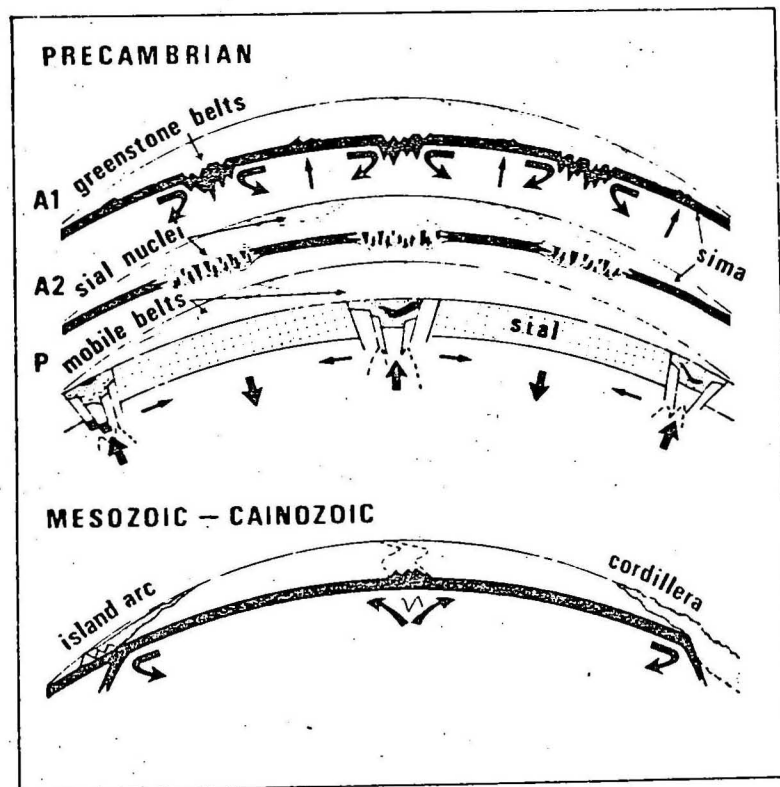 PRECAMBRIAN
greenstone belts
A1
sial nuclei
sima
A2
mobile belts
P
sial
MESOZOIC – CAINOZOIC
island arc
cordillera